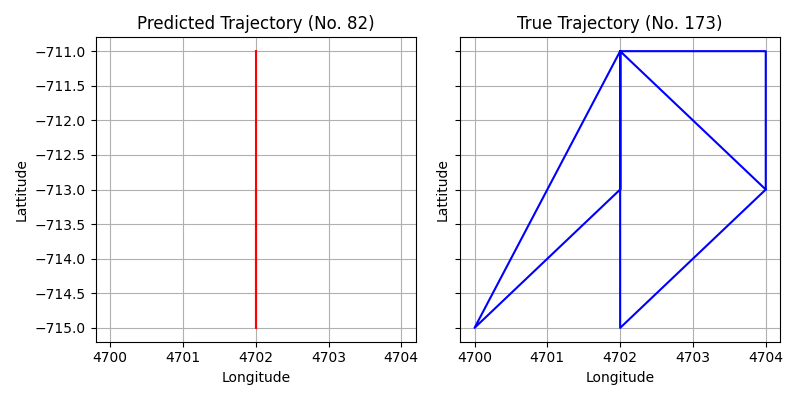 Predicted Trajectory (No. 82)
True Trajectory (No. 173)
−711.0
−711.5
−712.0
−712.5
−713.0
−713.5
−714.0
−714.5
−715.0
Lattitude
Lattitude
4700 4701 4702 4703 4704
4700 4701 4702 4703 4704
Longitude
Longitude